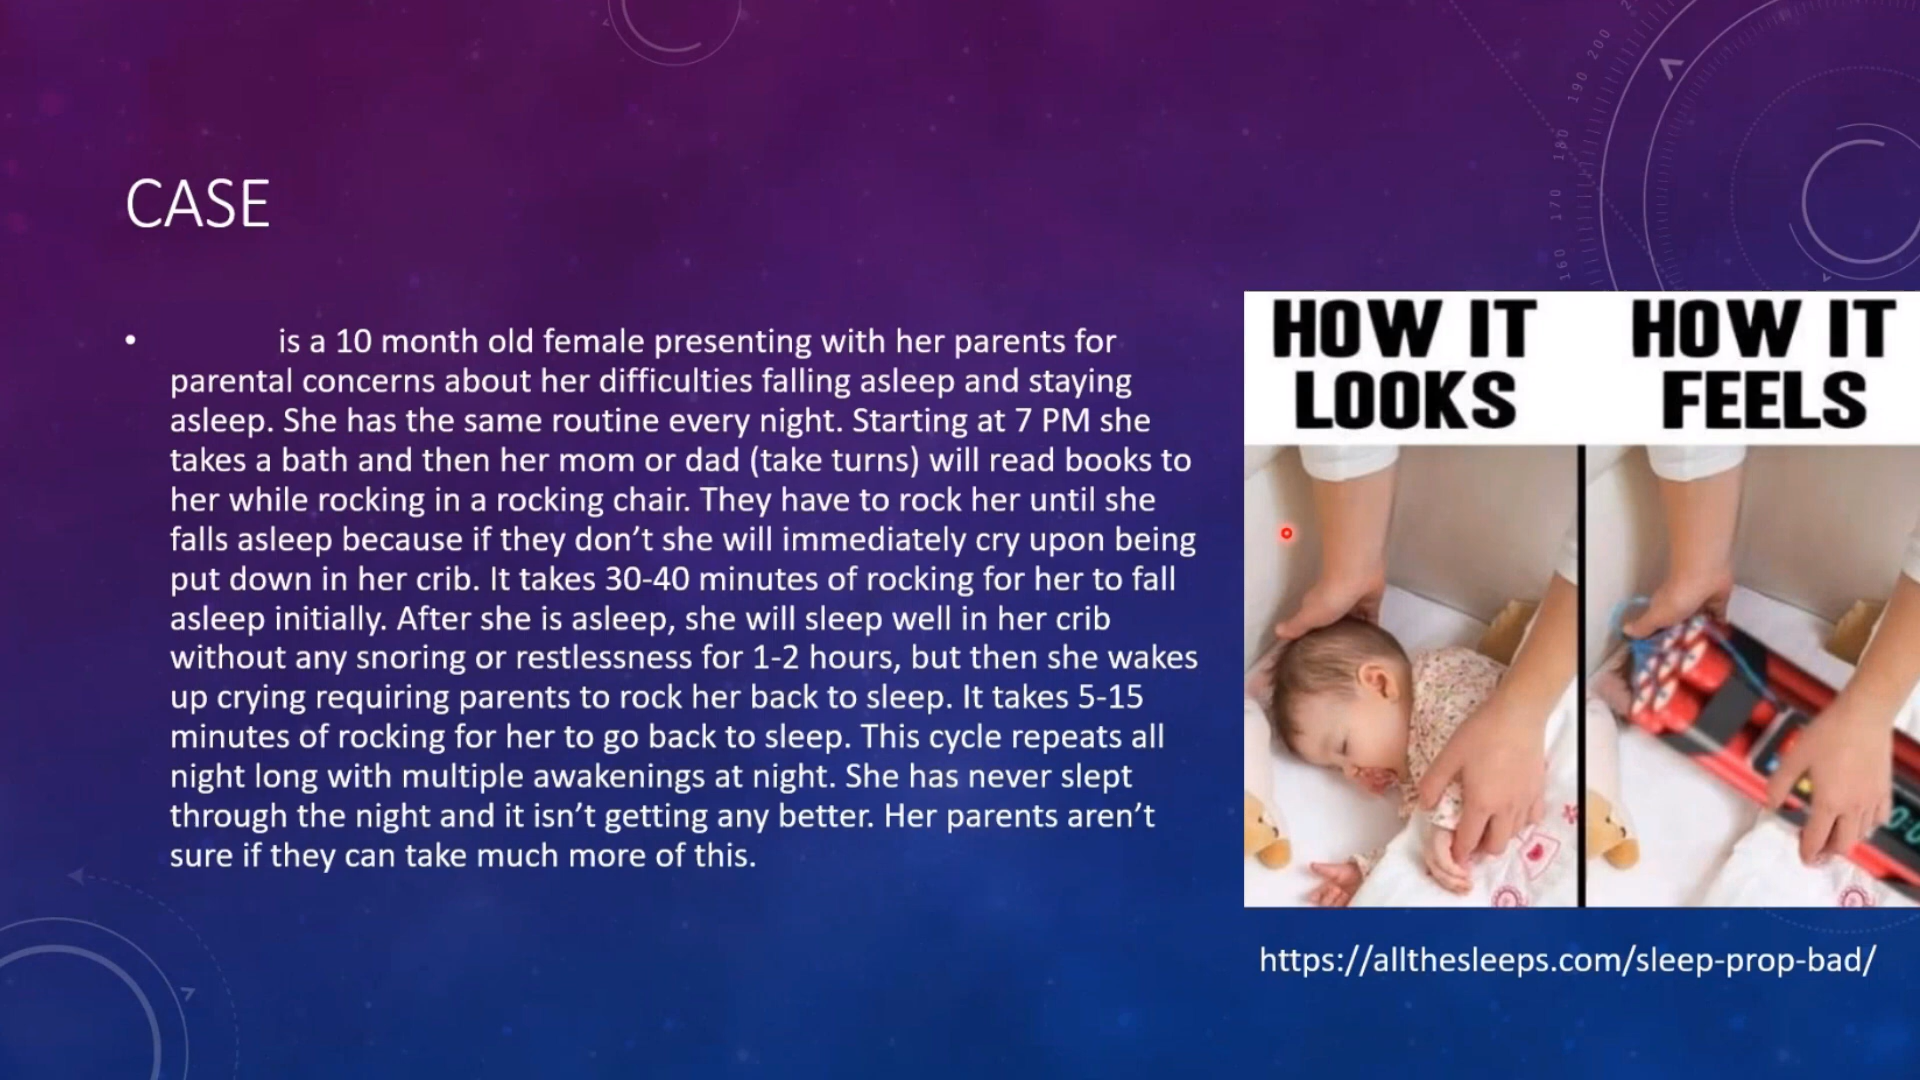 CASE
• is a 10 month old female presenting with her parents for
parental concerns about her difficulties falling asleep and staying
asleep. She has the same routine every night. Starting at 7 PM she
takes a bath and then her mom or dad (take turns) will read books to
her while rocking in a rocking chair. They have to rock her until she
falls asleep because if they don’t she will immediately cry upon being
put down in her crib. It takes 30-40 minutes of rocking for her to fall
asleep initially. After she is asleep, she will sleep well in her crib
without any snoring or restlessness for 1-2 hours, but then she wakes
up crying requiring parents to rock her back to sleep. It takes 5-15
minutes of rocking for her to go back to sleep. This cycle repeats all
night long with multiple awakenings at night. She has never slept
through the night and it isn’t getting any better. Her parents aren’t
sure if they can take much more of this.
HOW IT
LOOKS
HOW IT
FEELS
https://allthesleeps.com/sleep-prop-bad/
160
170
180
190
200